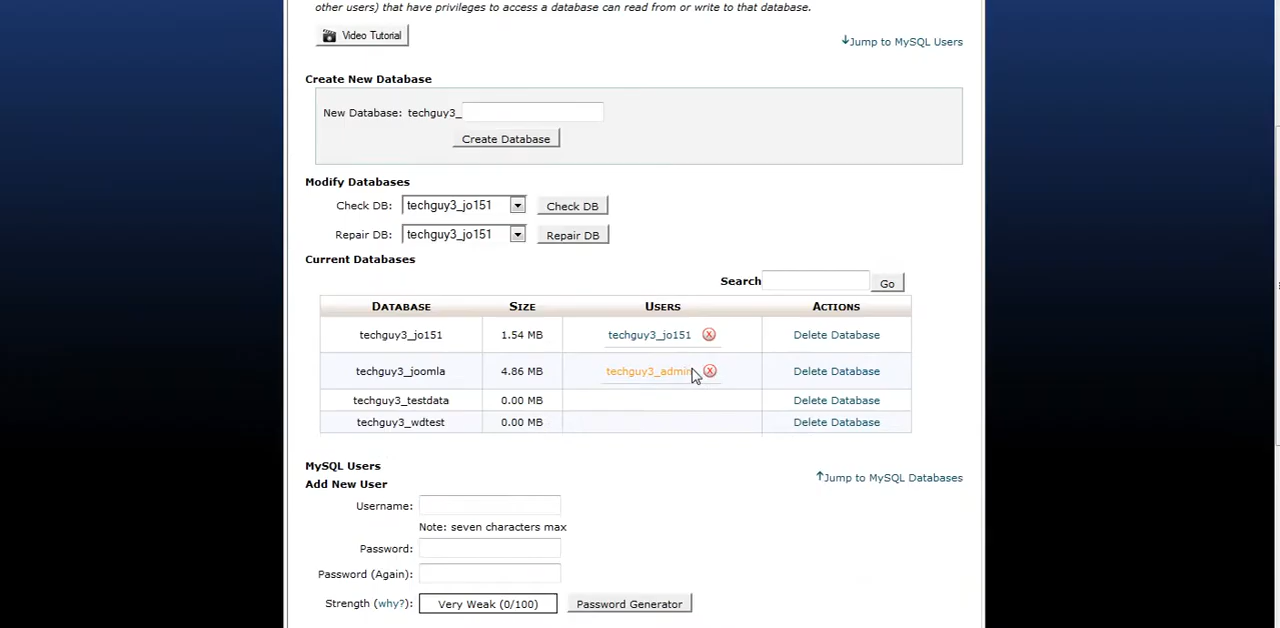 other users) that have privileges to access a database can read from or write to that database.
Video Tutorial
Jump to MySQL Users
Create New Database
New Database: techguy3_
Create Database
Modify Databases
Check DB: techguy3_jo151 Check DB
Repair DB: techguy3_jo151 Repair DB
Current Databases
Search Go
DATABASE SIZE USERS ACTIONS
techguy3_jo151 1.54 MB techguy3_jo151 Delete Database
techguy3_joomla 4.86 MB techguy3_admin Delete Database
techguy3_testdata 0.00 MB Delete Database
techguy3_wdtest 0.00 MB Delete Database
MySQL Users
Jump to MySQL Databases
Add New User
Username:
Note: seven characters max
Password:
Password (Again):
Strength (why?): Very Weak (0/100) Password Generator